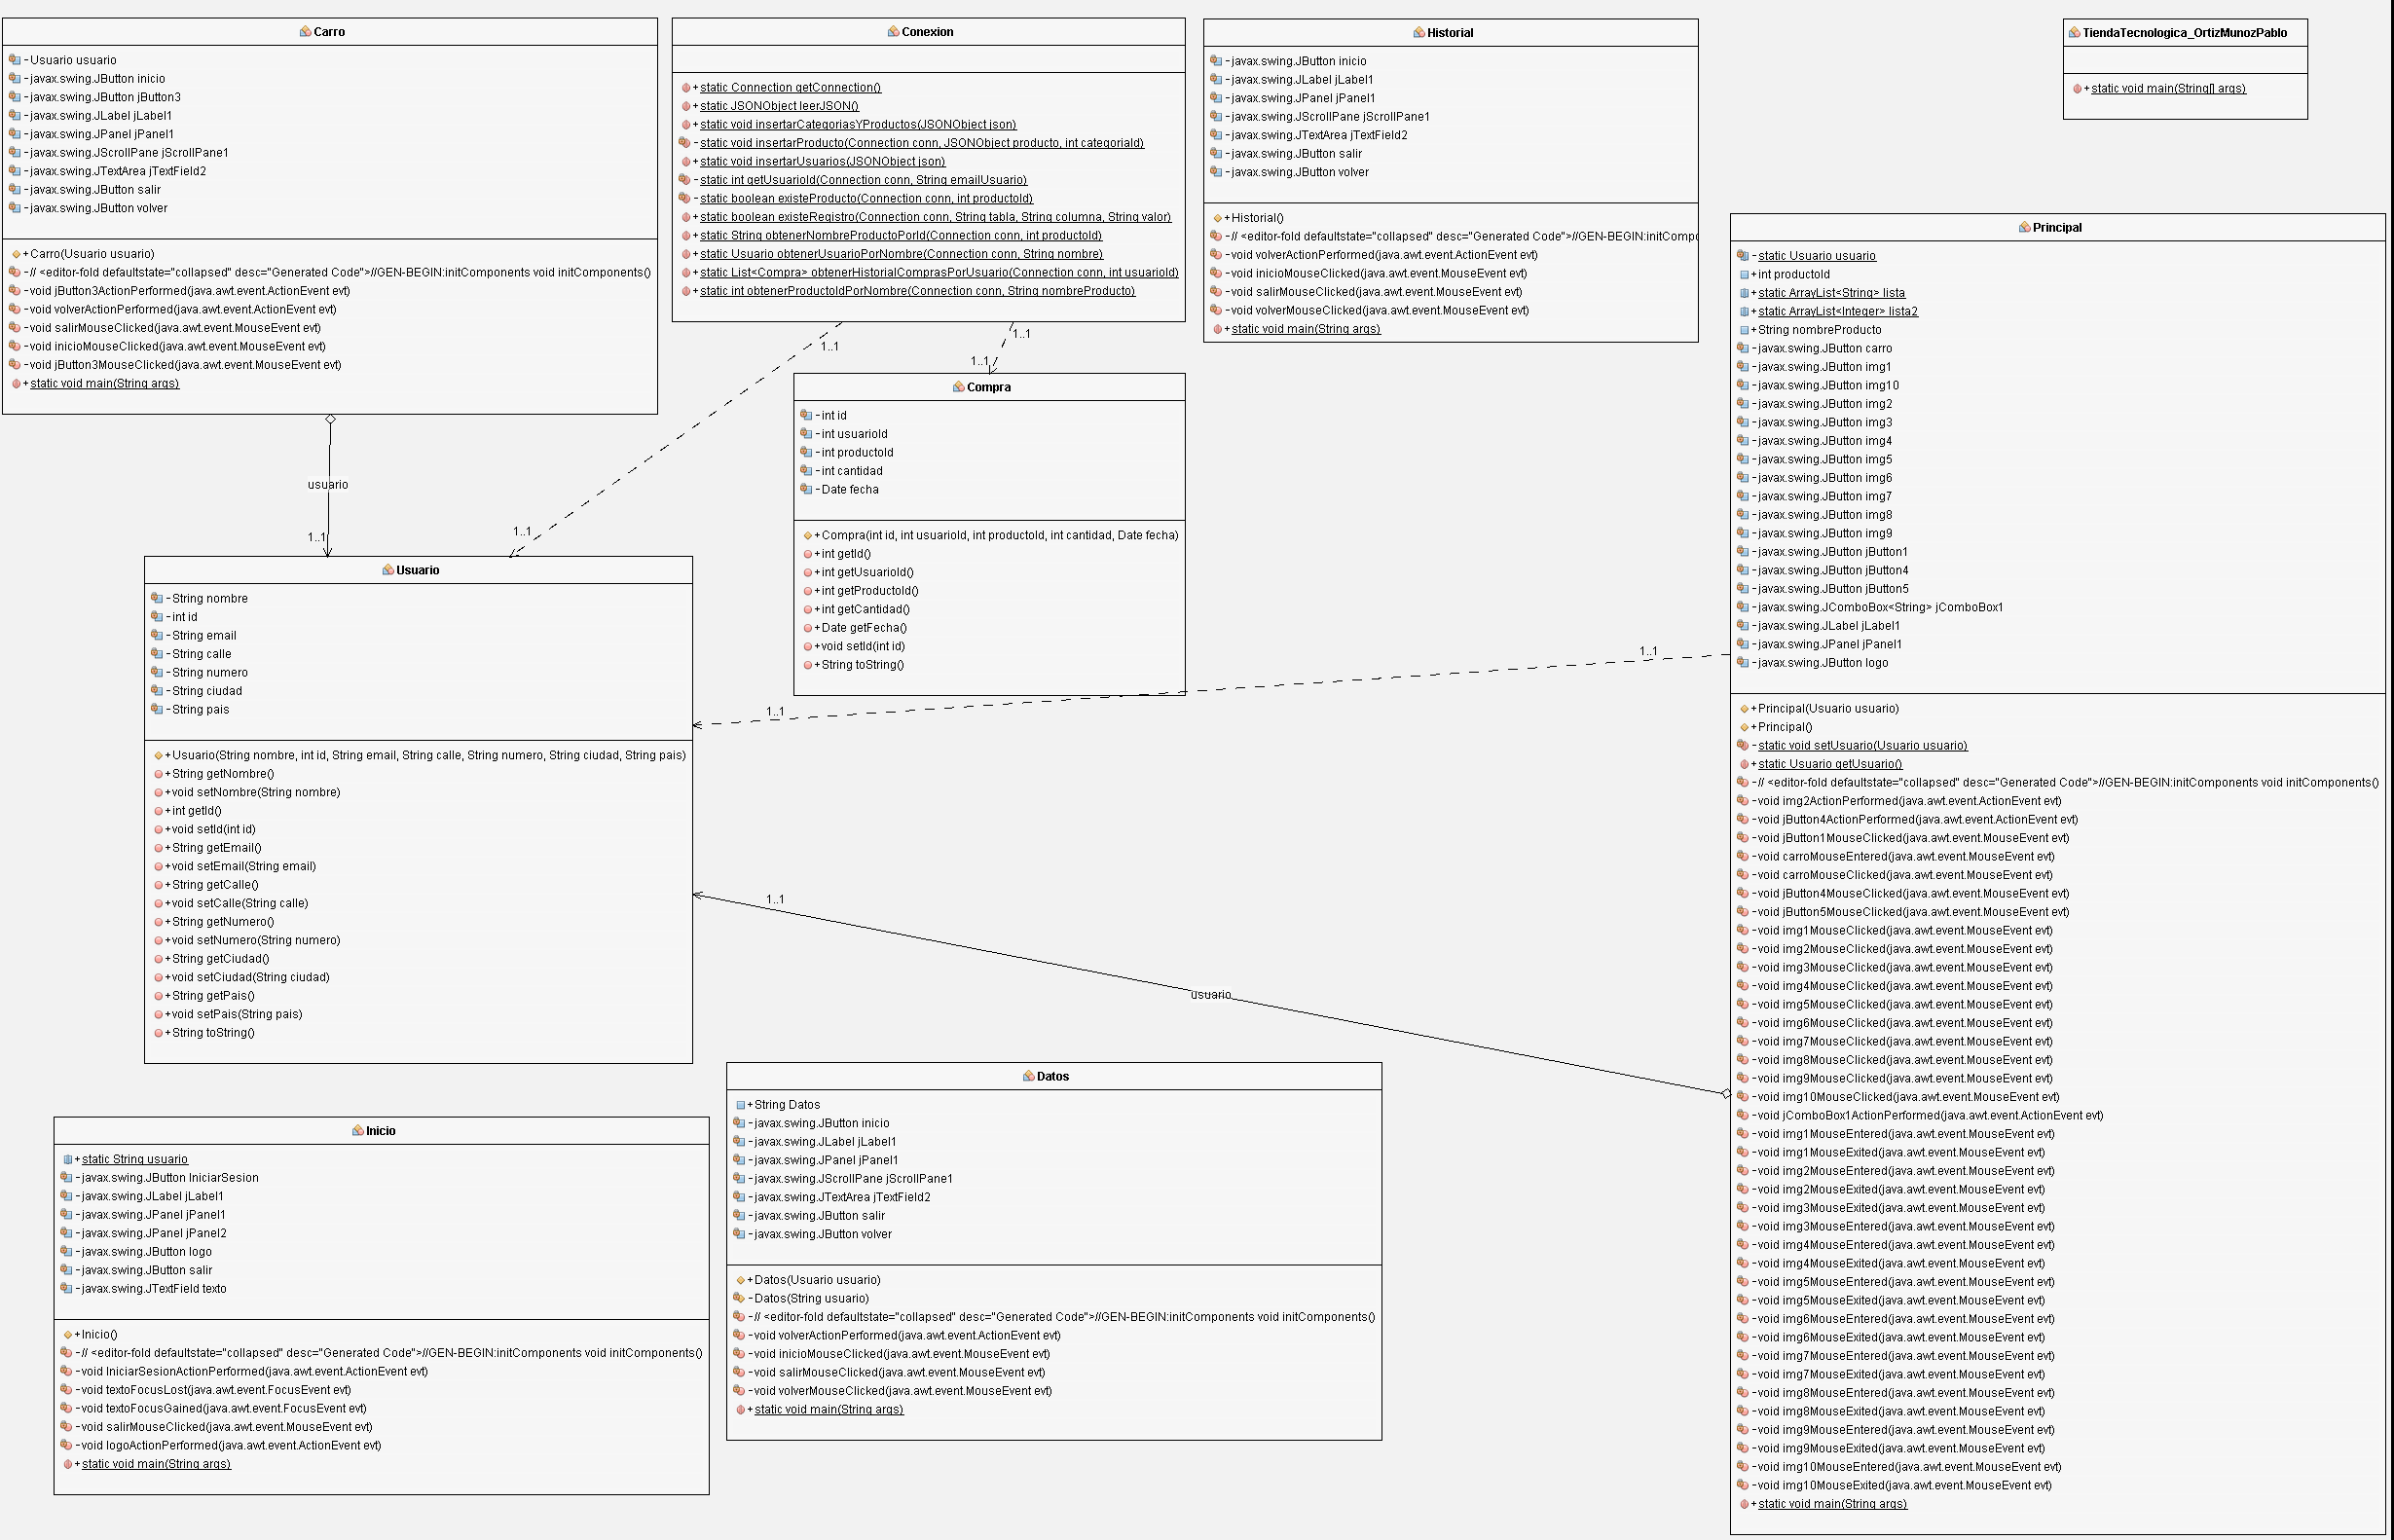 Carro
- Usuario usuario
- javax.swing.JButton inicio
- javax.swing.JButton jButton3
- javax.swing.JLabel jLabel1
- javax.swing.JPanel jPanel1
- javax.swing.JScrollPane jScrollPane1
- javax.swing.JTextArea jTextField2
- javax.swing.JButton salir
- javax.swing.JButton volver
+ Carro(Usuario usuario)
- // <editor-fold defaultstate="collapsed" desc="Generated Code">//GEN-BEGIN:initComponents void initComponents()
- void jButton3ActionPerformed(java.awt.event.ActionEvent evt)
- void volverActionPerformed(java.awt.event.ActionEvent evt)
- void salirMouseClicked(java.awt.event.MouseEvent evt)
- void inicioMouseClicked(java.awt.event.MouseEvent evt)
- void jButton3MouseClicked(java.awt.event.MouseEvent evt)
+ static void main(String args)
Conexion
+ static Connection getConnection()
+ static JSONObject leerJSON()
+ static void insertarCategoriasYProductos(JSONObject json)
- static void insertarProducto(Connection conn, JSONObject producto, int categoriaId)
+ static void insertarUsuarios(JSONObject json)
- static int getUsuarioId(Connection conn, String emailUsuario)
- static boolean existeProducto(Connection conn, int productoId)
+ static boolean existeRegistro(Connection conn, String tabla, String columna, String valor)
+ static String obtenerNombreProductoPorId(Connection conn, int productoId)
+ static Usuario obtenerUsuarioPorNombre(Connection conn, String nombre)
+ static List<Compra> obtenerHistorialComprasPorUsuario(Connection conn, int usuarioId)
+ static int obtenerProductoIdPorNombre(Connection conn, String nombreProducto)
Historial
- javax.swing.JButton inicio
- javax.swing.JLabel jLabel1
- javax.swing.JPanel jPanel1
- javax.swing.JScrollPane jScrollPane1
- javax.swing.JTextArea jTextField2
- javax.swing.JButton salir
- javax.swing.JButton volver
+ Historial()
- // <editor-fold defaultstate="collapsed" desc="Generated Code">//GEN-BEGIN:initCompo
- void volverActionPerformed(java.awt.event.ActionEvent evt)
- void inicioMouseClicked(java.awt.event.MouseEvent evt)
- void salirMouseClicked(java.awt.event.MouseEvent evt)
- void volverMouseClicked(java.awt.event.MouseEvent evt)
+ static void main(String args)
TiendaTecnologica_OrtizMunozPablo
+ static void main(String[] args)
1..1
1..1
1..1
1..1
usuario
1..1
Compra
- int id
- int usuarioId
- int productoId
- int cantidad
- Date fecha
+ Compra(int id, int usuarioId, int productoId, int cantidad, Date fecha)
+ int getId()
+ int getUsuarioId()
+ int getProductoId()
+ int getCantidad()
+ Date getFecha()
+ void setId(int id)
+ String toString()
Usuario
- String nombre
- int id
- String email
- String calle
- String numero
- String ciudad
- String pais
+ Usuario(String nombre, int id, String email, String calle, String numero, String ciudad, String pais)
+ String getNombre()
+ void setNombre(String nombre)
+ int getId()
+ void setId(int id)
+ String getEmail()
+ void setEmail(String email)
+ String getCalle()
+ void setCalle(String calle)
+ String getNumero()
+ void setNumero(String numero)
+ String getCiudad()
+ void setCiudad(String ciudad)
+ String getPais()
+ void setPais(String pais)
+ String toString()
1..1
1..1
1..1
usuario
Principal
- static Usuario usuario
+ int productoId
+ static ArrayList<String> lista
+ static ArrayList<Integer> lista2
+ String nombreProducto
- javax.swing.JButton carro
- javax.swing.JButton img1
- javax.swing.JButton img10
- javax.swing.JButton img2
- javax.swing.JButton img3
- javax.swing.JButton img4
- javax.swing.JButton img5
- javax.swing.JButton img6
- javax.swing.JButton img7
- javax.swing.JButton img8
- javax.swing.JButton img9
- javax.swing.JButton jButton1
- javax.swing.JButton jButton4
- javax.swing.JButton jButton5
- javax.swing.JComboBox<String> jComboBox1
- javax.swing.JLabel jLabel1
- javax.swing.JPanel jPanel1
- javax.swing.JButton logo
+ Principal(Usuario usuario)
+ Principal()
- static void setUsuario(Usuario usuario)
+ static Usuario getUsuario()
- // <editor-fold defaultstate="collapsed" desc="Generated Code">//GEN-BEGIN:initComponents void initComponents()
- void img2ActionPerformed(java.awt.event.ActionEvent evt)
- void jButton4ActionPerformed(java.awt.event.ActionEvent evt)
- void jButton1MouseClicked(java.awt.event.MouseEvent evt)
- void carroMouseEntered(java.awt.event.MouseEvent evt)
- void carroMouseClicked(java.awt.event.MouseEvent evt)
- void jButton4MouseClicked(java.awt.event.MouseEvent evt)
- void jButton5MouseClicked(java.awt.event.MouseEvent evt)
- void img1MouseClicked(java.awt.event.MouseEvent evt)
- void img2MouseClicked(java.awt.event.MouseEvent evt)
- void img3MouseClicked(java.awt.event.MouseEvent evt)
- void img4MouseClicked(java.awt.event.MouseEvent evt)
- void img5MouseClicked(java.awt.event.MouseEvent evt)
- void img6MouseClicked(java.awt.event.MouseEvent evt)
- void img7MouseClicked(java.awt.event.MouseEvent evt)
- void img8MouseClicked(java.awt.event.MouseEvent evt)
- void img9MouseClicked(java.awt.event.MouseEvent evt)
- void img10MouseClicked(java.awt.event.MouseEvent evt)
- void jComboBox1ActionPerformed(java.awt.event.ActionEvent evt)
- void img1MouseEntered(java.awt.event.MouseEvent evt)
- void img1MouseExited(java.awt.event.MouseEvent evt)
- void img2MouseEntered(java.awt.event.MouseEvent evt)
- void img2MouseExited(java.awt.event.MouseEvent evt)
- void img3MouseExited(java.awt.event.MouseEvent evt)
- void img3MouseEntered(java.awt.event.MouseEvent evt)
- void img4MouseEntered(java.awt.event.MouseEvent evt)
- void img4MouseExited(java.awt.event.MouseEvent evt)
- void img5MouseEntered(java.awt.event.MouseEvent evt)
- void img5MouseExited(java.awt.event.MouseEvent evt)
- void img6MouseEntered(java.awt.event.MouseEvent evt)
- void img6MouseExited(java.awt.event.MouseEvent evt)
- void img7MouseEntered(java.awt.event.MouseEvent evt)
- void img7MouseExited(java.awt.event.MouseEvent evt)
- void img8MouseEntered(java.awt.event.MouseEvent evt)
- void img8MouseExited(java.awt.event.MouseEvent evt)
- void img9MouseEntered(java.awt.event.MouseEvent evt)
- void img9MouseExited(java.awt.event.MouseEvent evt)
- void img10MouseEntered(java.awt.event.MouseEvent evt)
- void img10MouseExited(java.awt.event.MouseEvent evt)
+ static void main(String args)
Inicio
+ static String usuario
- javax.swing.JButton IniciarSesion
- javax.swing.JLabel jLabel1
- javax.swing.JPanel jPanel1
- javax.swing.JPanel jPanel2
- javax.swing.JButton logo
- javax.swing.JButton salir
- javax.swing.JTextField texto
+ Inicio()
- // <editor-fold defaultstate="collapsed" desc="Generated Code">//GEN-BEGIN:initComponents void initComponents()
- void IniciarSesionActionPerformed(java.awt.event.ActionEvent evt)
- void textoFocusLost(java.awt.event.FocusEvent evt)
- void textoFocusGained(java.awt.event.FocusEvent evt)
- void salirMouseClicked(java.awt.event.MouseEvent evt)
- void logoActionPerformed(java.awt.event.ActionEvent evt)
+ static void main(String args)
Datos
+ String Datos
- javax.swing.JButton inicio
- javax.swing.JLabel jLabel1
- javax.swing.JPanel jPanel1
- javax.swing.JScrollPane jScrollPane1
- javax.swing.JTextArea jTextField2
- javax.swing.JButton salir
- javax.swing.JButton volver
+ Datos(Usuario usuario)
- Datos(String usuario)
- // <editor-fold defaultstate="collapsed" desc="Generated Code">//GEN-BEGIN:initComponents void initComponents()
- void volverActionPerformed(java.awt.event.ActionEvent evt)
- void inicioMouseClicked(java.awt.event.MouseEvent evt)
- void salirMouseClicked(java.awt.event.MouseEvent evt)
- void volverMouseClicked(java.awt.event.MouseEvent evt)
+ static void main(String args)